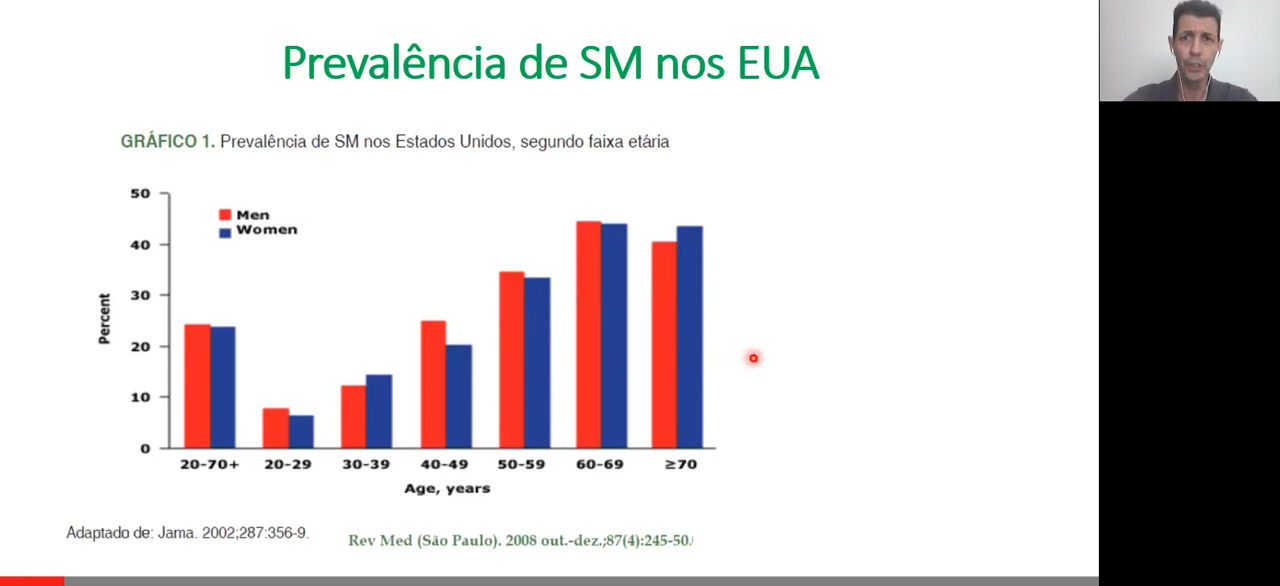 Prevalência de SM nos EUA
GRÁFICO 1. Prevalência de SM nos Estados Unidos, segundo faixa etária
50
40
30
20
10
0
Percent
Men
Women
20-70+ 20-29 30-39 40-49 50-59 60-69 ≥70
Age, years
Adaptado de: Jama. 2002;287:356-9.
Rev Med (São Paulo). 2008 out.-dez.;87(4):245-50.